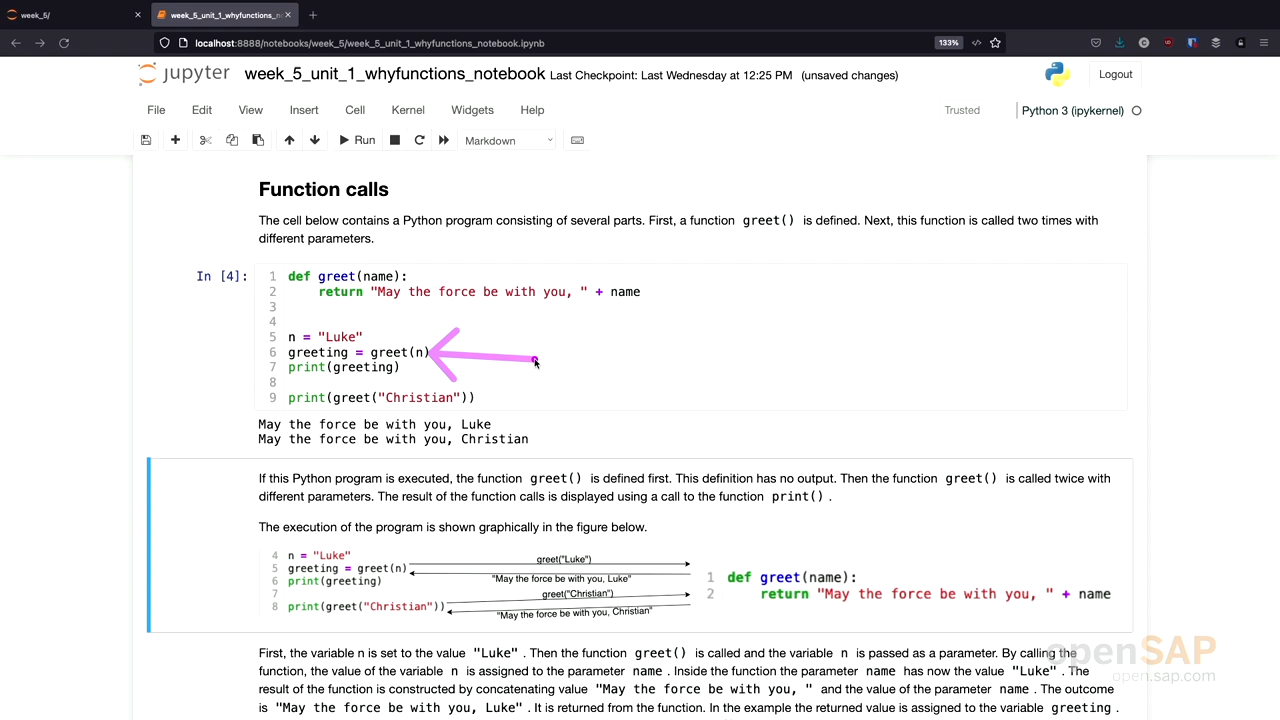 week_5/
week_5_unit_1_whyfunctions_n
localhost:8888/notebooks/week_5/week_5_unit_1_whyfunctions_notebook.ipynb
133%
jupyter week_5_unit_1_whyfunctions_notebook Last Checkpoint: Last Wednesday at 12:25 PM (unsaved changes)
Logout
File Edit View Insert Cell Kernel Widgets Help
Trusted
Python 3 (ipykernel)
Run
Markdown
Function calls
The cell below contains a Python program consisting of several parts. First, a function greet() is defined. Next, this function is called two times with
different parameters.
In [4]:
1 def greet(name):
2 return "May the force be with you, " + name
3
4
5 n = "Luke"
6 greeting = greet(n)
7 print(greeting)
8
9 print(greet("Christian"))
May the force be with you, Luke
May the force be with you, Christian
If this Python program is executed, the function greet() is defined first. This definition has no output. Then the function greet() is called twice with
different parameters. The result of the function calls is displayed using a call to the function print() .
The execution of the program is shown graphically in the figure below.
4 n = "Luke"
5 greeting = greet(n)
6 print(greeting)
7
8 print(greet("Christian"))
greet("Luke")
"May the force be with you, Luke"
greet("Christian")
"May the force be with you, Christian"
1 def greet(name):
2 return "May the force be with you, " + name
First, the variable n is set to the value "Luke" . Then the function greet() is called and the variable n is passed as a parameter. By calling the
function, the value of the variable n is assigned to the parameter name . Inside the function the parameter name has now the value "Luke" . The
result of the function is constructed by concatenating value "May the force be with you, " and the value of the parameter name . The outcome
is "May the force be with you, Luke" . It is returned from the function. In the example the returned value is assigned to the variable greeting .
openSAP
open.sap.com